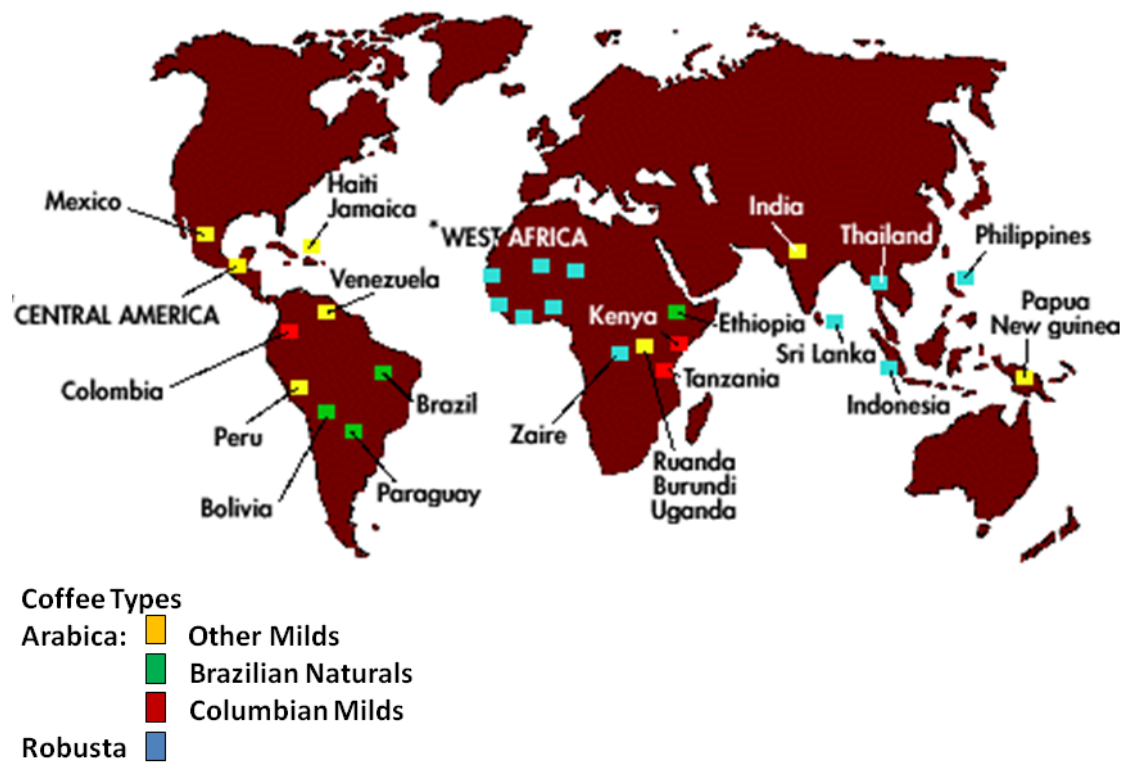 Mexico
Haiti
Jamaica
Venezuela
CENTRAL AMERICA
Colombia
Peru
Brazil
Bolivia
Paraguay
*WEST AFRICA
Kenya
Ethiopia
Tanzania
Zaire
Ruanda
Burundi
Uganda
India
Thailand
Philippines
Sri Lanka
Indonesia
Papua
New guinea
Coffee Types
Arabica: Other Milds
Brazilian Naturals
Columbian Milds
Robusta